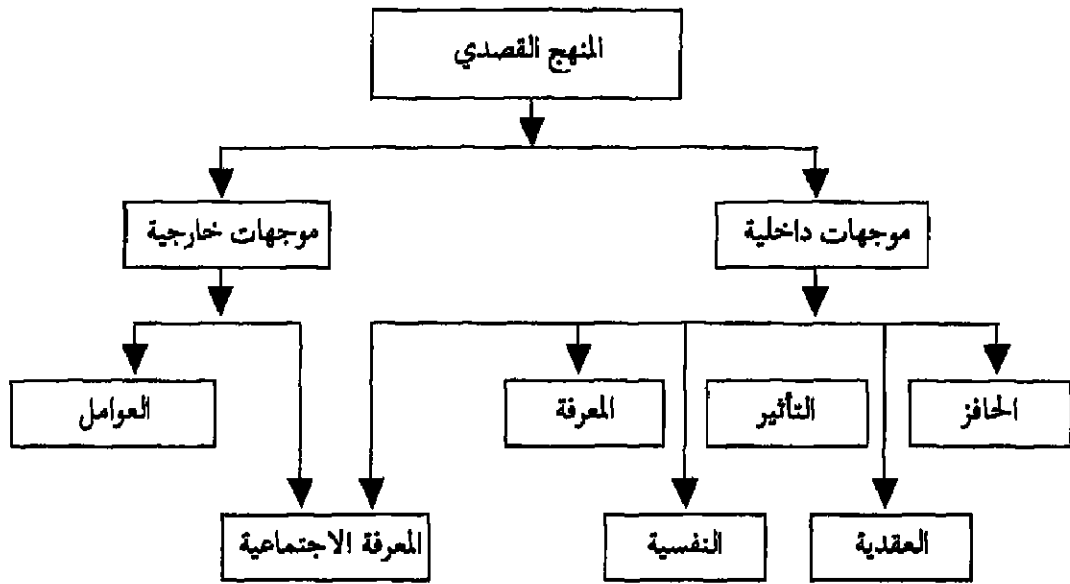 المنهج القصدي
موجهات داخلية
موجهات خارجية
الحافز
التأثير
المعرفة
العوامل
العقدية
النفسية
المعرفة الاجتماعية